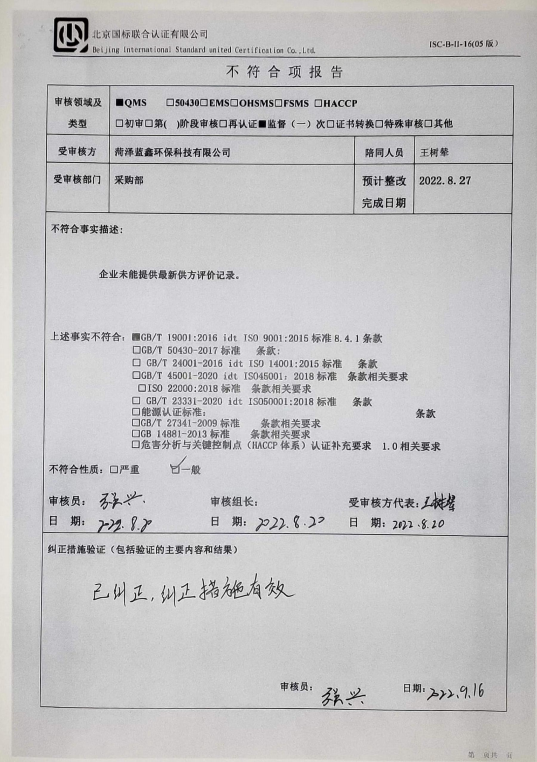 北京国标联合认证有限公司
Beijing International Standard united Certification Co.,Ltd.
ISC-B-II-16(05 版)
不符合项报告
审核领域及类型
■QMS □50430□EMS□OHSMS□FSMS □HACCP
□初审□第( )阶段审核□再认证■监督(一)次□证书转换□特殊审核□其他
受审核方 菏泽蓝鑫环保科技有限公司 陪同人员 王树荤
受审核部门 采购部 预计整改完成日期 2022.8.27
不符合事实描述:
企业未能提供最新供方评价记录。
上述事实不符合: ■GB/T 19001:2016 idt ISO 9001:2015 标准 8.4.1 条款
□GB/T 50430-2017 标准 条款:
□ GB/T 24001-2016 idt ISO 14001:2015 标准 条款
□GB/T 45001-2020 idt ISO45001: 2018 标准 条款相关要求
□ISO 22000:2018 标准 条款相关要求
□ GB/T 23331-2020 idt ISO50001:2018 标准 条款
□能源认证标准: 条款
□GB/T 27341-2009 标准 条款相关要求
□GB 14881-2013 标准 条款相关要求
□危害分析与关键控制点(HACCP 体系)认证补充要求 1.0 相关要求
不符合性质: □严重 ☑一般
审核员: 张兴 审核组长: 受审核方代表:
日 期: 2022.8.20 日 期: 2022.8.20 日 期: 2022.8.20
纠正措施验证(包括验证的主要内容和结果)
已纠正,纠正措施有效
审核员: 张兴 日期: 2022.9.16
第 页共 页